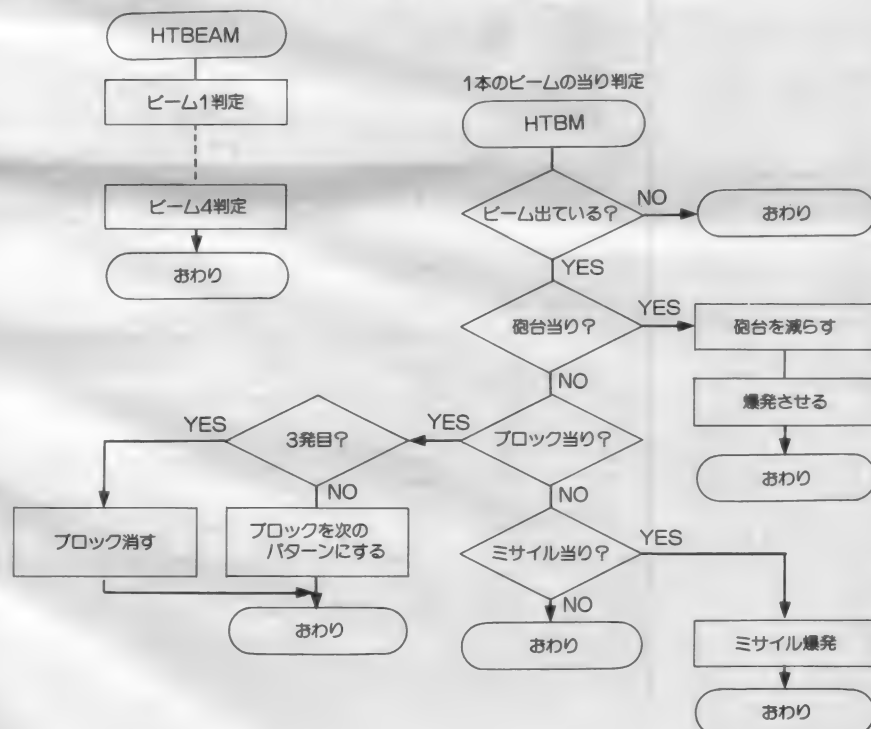 HTBEAM
ビーム1判定
ビーム4判定
おわり
1本のビームの当り判定
HTBM
ビーム出ている?
NO
おわり
YES
砲台当り?
YES
砲台を減らす
爆発させる
おわり
NO
ブロック当り?
YES
3発目?
YES
ブロック消す
NO
ブロックを次の
パターンにする
おわり
NO
ミサイル当り?
YES
ミサイル爆発
おわり
NO
おわり